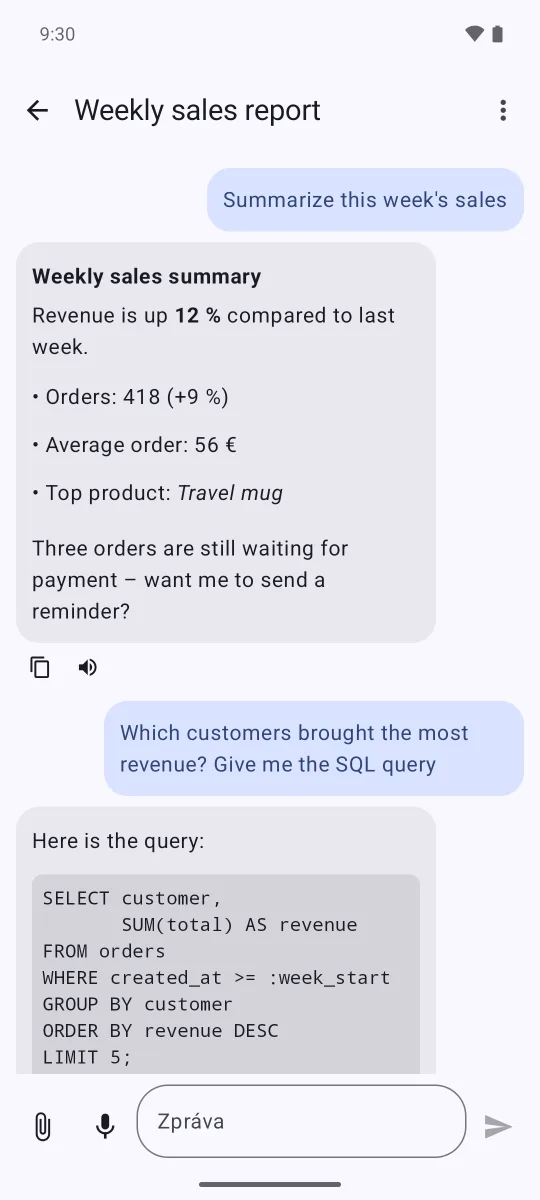 9:30
Weekly sales report
Summarize this week's sales
Weekly sales summary
Revenue is up 12 % compared to last
week.
• Orders: 418 (+9 %)
• Average order: 56 €
• Top product: Travel mug
Three orders are still waiting for
payment – want me to send a
reminder?
Which customers brought the most
revenue? Give me the SQL query
Here is the query:
SELECT customer,
       SUM(total) AS revenue
FROM orders
WHERE created_at >= :week_start
GROUP BY customer
ORDER BY revenue DESC
LIMIT 5;
Zpráva